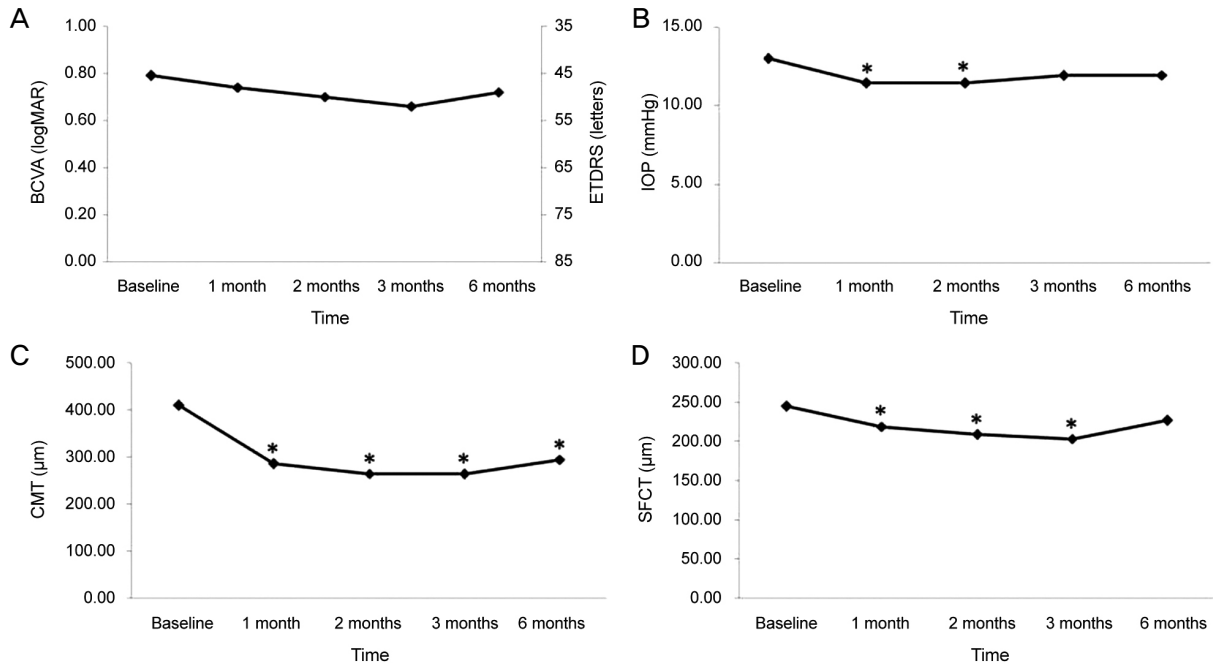 A
BCVA (logMAR)
1.00
0.80
0.60
0.40
0.20
0.00
35
45
55
65
75
85
ETDRS (letters)
Baseline 1 month 2 months 3 months 6 months
Time
B
IOP (mmHg)
15.00
10.00
5.00
0.00
* *
Baseline 1 month 2 months 3 months 6 months
Time
C
CMT (µm)
500.00
400.00
300.00
200.00
100.00
0.00
* * * *
Baseline 1 month 2 months 3 months 6 months
Time
D
SFCT (µm)
300.00
250.00
200.00
150.00
100.00
50.00
0.00
* * *
Baseline 1 month 2 months 3 months 6 months
Time